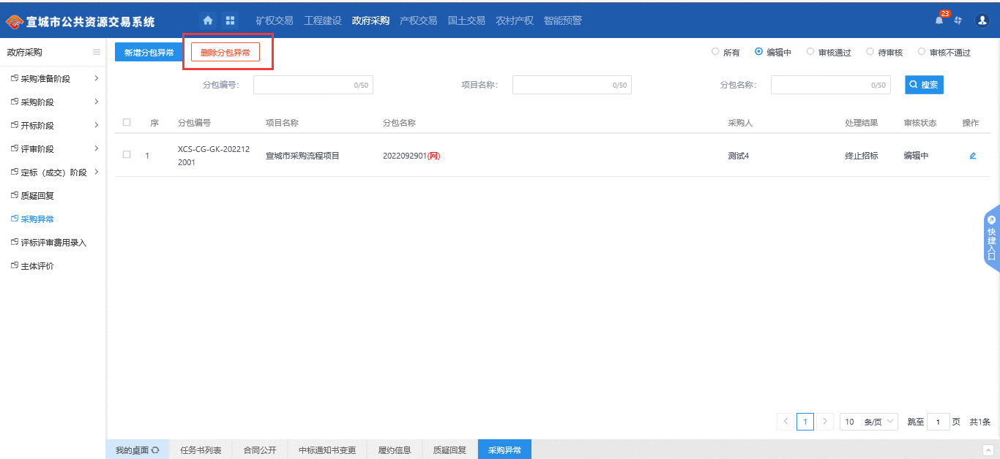 宣城市公共资源交易系统 矿权交易 工程建设 政府采购 产权交易 国土交易 农村产权 智能预警 23
政府采购
采购准备阶段
采购阶段
开标阶段
评审阶段
定标（成交）阶段
质疑回复
采购异常
评标评审费用录入
主体评价
新增分包异常 删除分包异常 所有 编辑中 审核通过 待审核 审核不通过
分包编号： 0/50 项目名称： 0/50 分包名称： 0/50 搜索
序 分包编号 项目名称 分包名称 采购人 处理结果 审核状态 操作
1 XCS-CG-GK-202212 宣城市采购流程项目 2022092901(网) 测试4 终止招标 编辑中
2001
快捷入口
1 10 条/页 跳至 1 页 共1条
我的桌面 任务书列表 合同公开 中标通知书变更 履约信息 质疑回复 采购异常